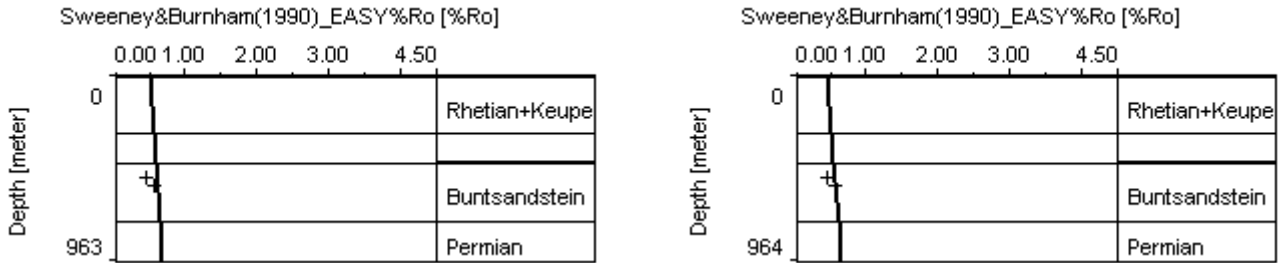 Sweeney&Burnham(1990)_EASY%Ro [%Ro]
0.00 1.00 2.00 3.00 4.50
Depth [meter]
0
963
Rhetian+Keupe
Buntsandstein
Permian
Sweeney&Burnham(1990)_EASY%Ro [%Ro]
0.00 1.00 2.00 3.00 4.50
Depth [meter]
0
964
Rhetian+Keupe
Buntsandstein
Permian